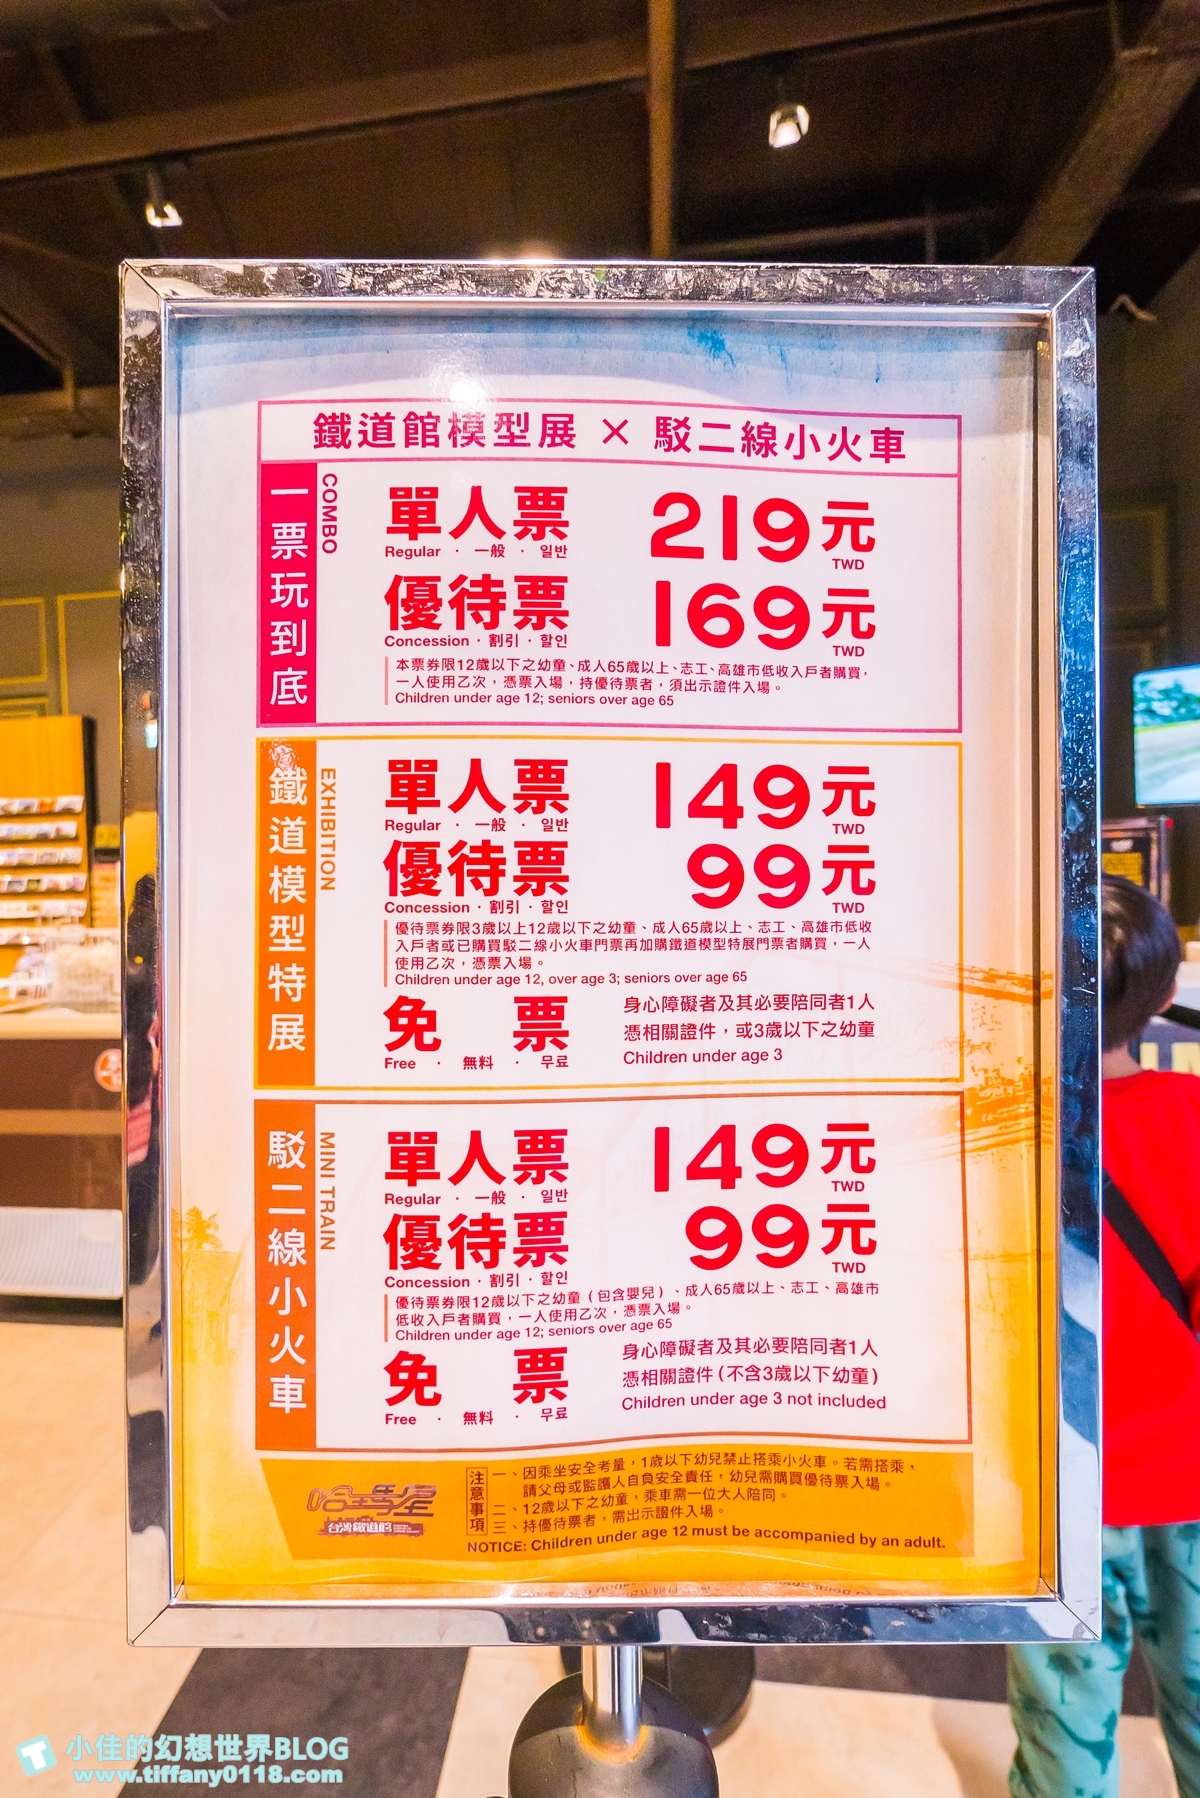 鐵道館模型展 × 駁二線小火車
一票玩到底
COMBO
單人票 219元
Regular · 一般 · 일반 TWD
優待票 169元
Concession · 割引 · 할인 TWD
本票券限12歲以下之幼童、成人65歲以上、志工、高雄市低收入戶者購買，
一人使用乙次，憑票入場，持優待票者，須出示證件入場。
Children under age 12; seniors over age 65
鐵道模型特展
EXHIBITION
單人票 149元
Regular · 一般 · 일반 TWD
優待票 99元
Concession · 割引 · 할인 TWD
優待票券限3歲以上12歲以下之幼童、成人65歲以上、志工、高雄市低收
入戶者或已購買駁二線小火車門票再加購鐵道模型特展門票者購買，一人
使用乙次，憑票入場。
Children under age 12, over age 3; seniors over age 65
免票 身心障礙者及其必要陪同者1人
憑相關證件，或3歲以下之幼童
Free · 無料 · 무료 Children under age 3
駁二線小火車
MINI TRAIN
單人票 149元
Regular · 一般 · 일반 TWD
優待票 99元
Concession · 割引 · 할인 TWD
優待票券限12歲以下之幼童（包含嬰兒）、成人65歲以上、志工、高雄市
低收入戶者購買，一人使用乙次，憑票入場。
Children under age 12; seniors over age 65
免票 身心障礙者及其必要陪同者1人
憑相關證件(不含3歲以下幼童)
Free · 無料 · 무료 Children under age 3 not included
哈瑪星
台灣鐵道館
注意事項
一、因乘坐安全考量，1歲以下幼兒禁止搭乘小火車。若需搭乘，
請父母或監護人自負安全責任，幼兒需購買優待票入場。
二、12歲以下之幼童，乘車需一位大人陪同。
三、持優待票者，需出示證件入場。
NOTICE: Children under age 12 must be accompanied by an adult.
小佳的幻想世界BLOG
www.tiffany0118.com